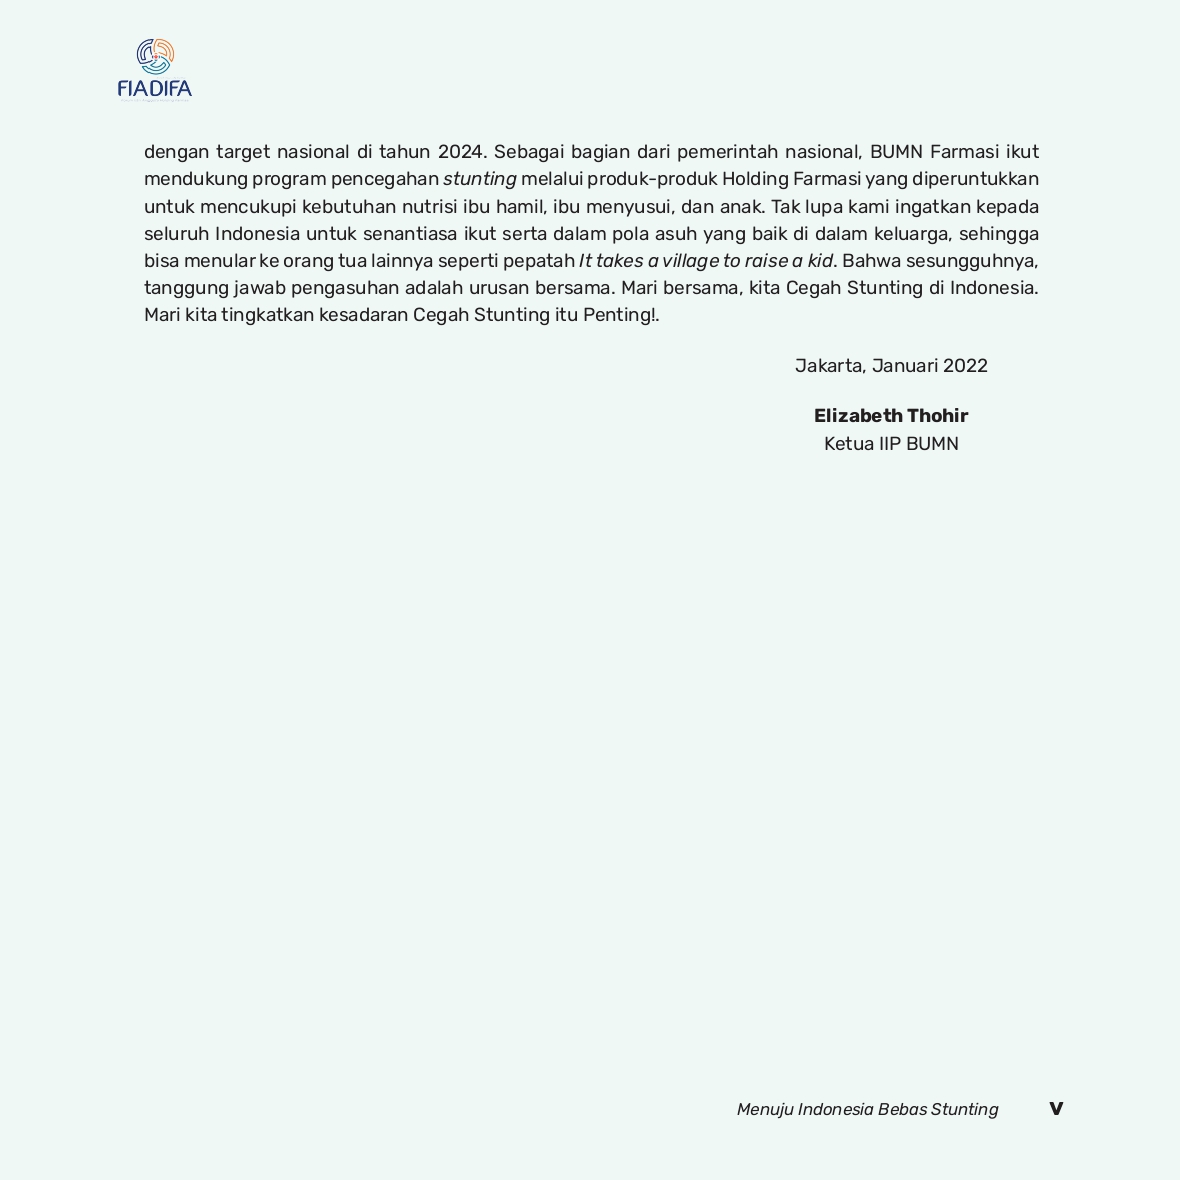 FIADIFA
dengan target nasional di tahun 2024. Sebagai bagian dari pemerintah nasional, BUMN Farmasi ikut
mendukung program pencegahan stunting melalui produk-produk Holding Farmasi yang diperuntukkan
untuk mencukupi kebutuhan nutrisi ibu hamil, ibu menyusui, dan anak. Tak lupa kami ingatkan kepada
seluruh Indonesia untuk senantiasa ikut serta dalam pola asuh yang baik di dalam keluarga, sehingga
bisa menular ke orang tua lainnya seperti pepatah It takes a village to raise a kid. Bahwa sesungguhnya,
tanggung jawab pengasuhan adalah urusan bersama. Mari bersama, kita Cegah Stunting di Indonesia.
Mari kita tingkatkan kesadaran Cegah Stunting itu Penting!.
Jakarta, Januari 2022
Elizabeth Thohir
Ketua IIP BUMN
Menuju Indonesia Bebas Stunting V